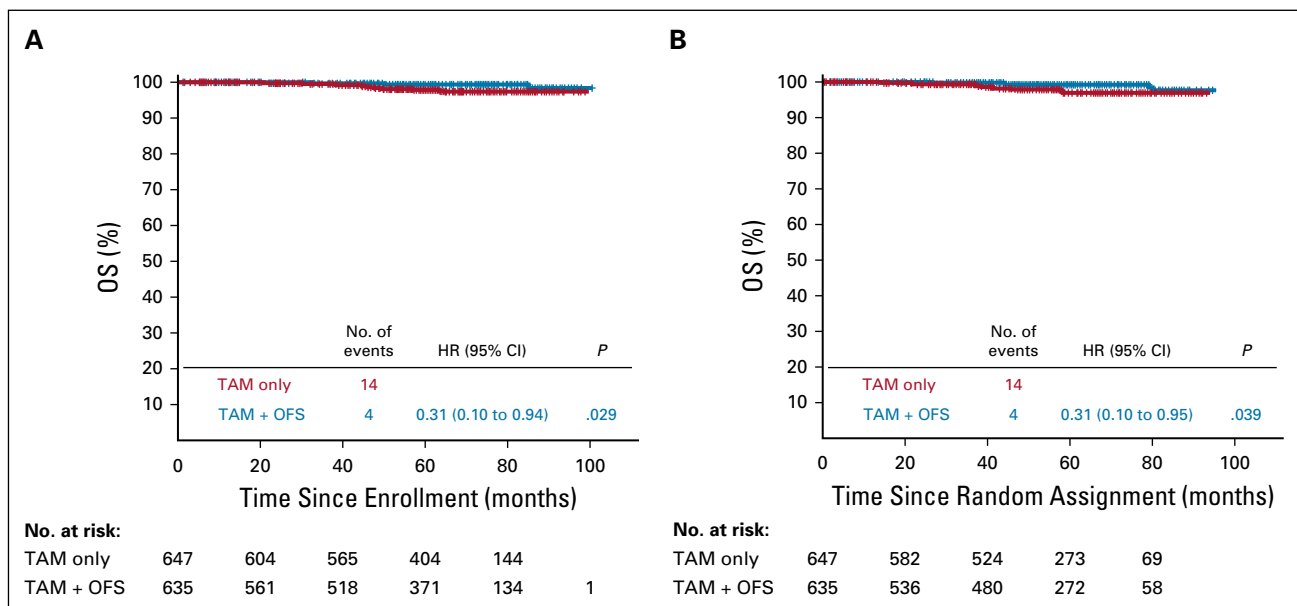 A
OS (%)
100
90
80
70
60
50
40
30
20
10
No. of events HR (95% CI) P
TAM only 14
TAM + OFS 4 0.31 (0.10 to 0.94) .029
0 20 40 60 80 100
Time Since Enrollment (months)
No. at risk:
TAM only 647 604 565 404 144
TAM + OFS 635 561 518 371 134 1
B
OS (%)
100
90
80
70
60
50
40
30
20
10
No. of events HR (95% CI) P
TAM only 14
TAM + OFS 4 0.31 (0.10 to 0.95) .039
0 20 40 60 80 100
Time Since Random Assignment (months)
No. at risk:
TAM only 647 582 524 273 69
TAM + OFS 635 536 480 272 58